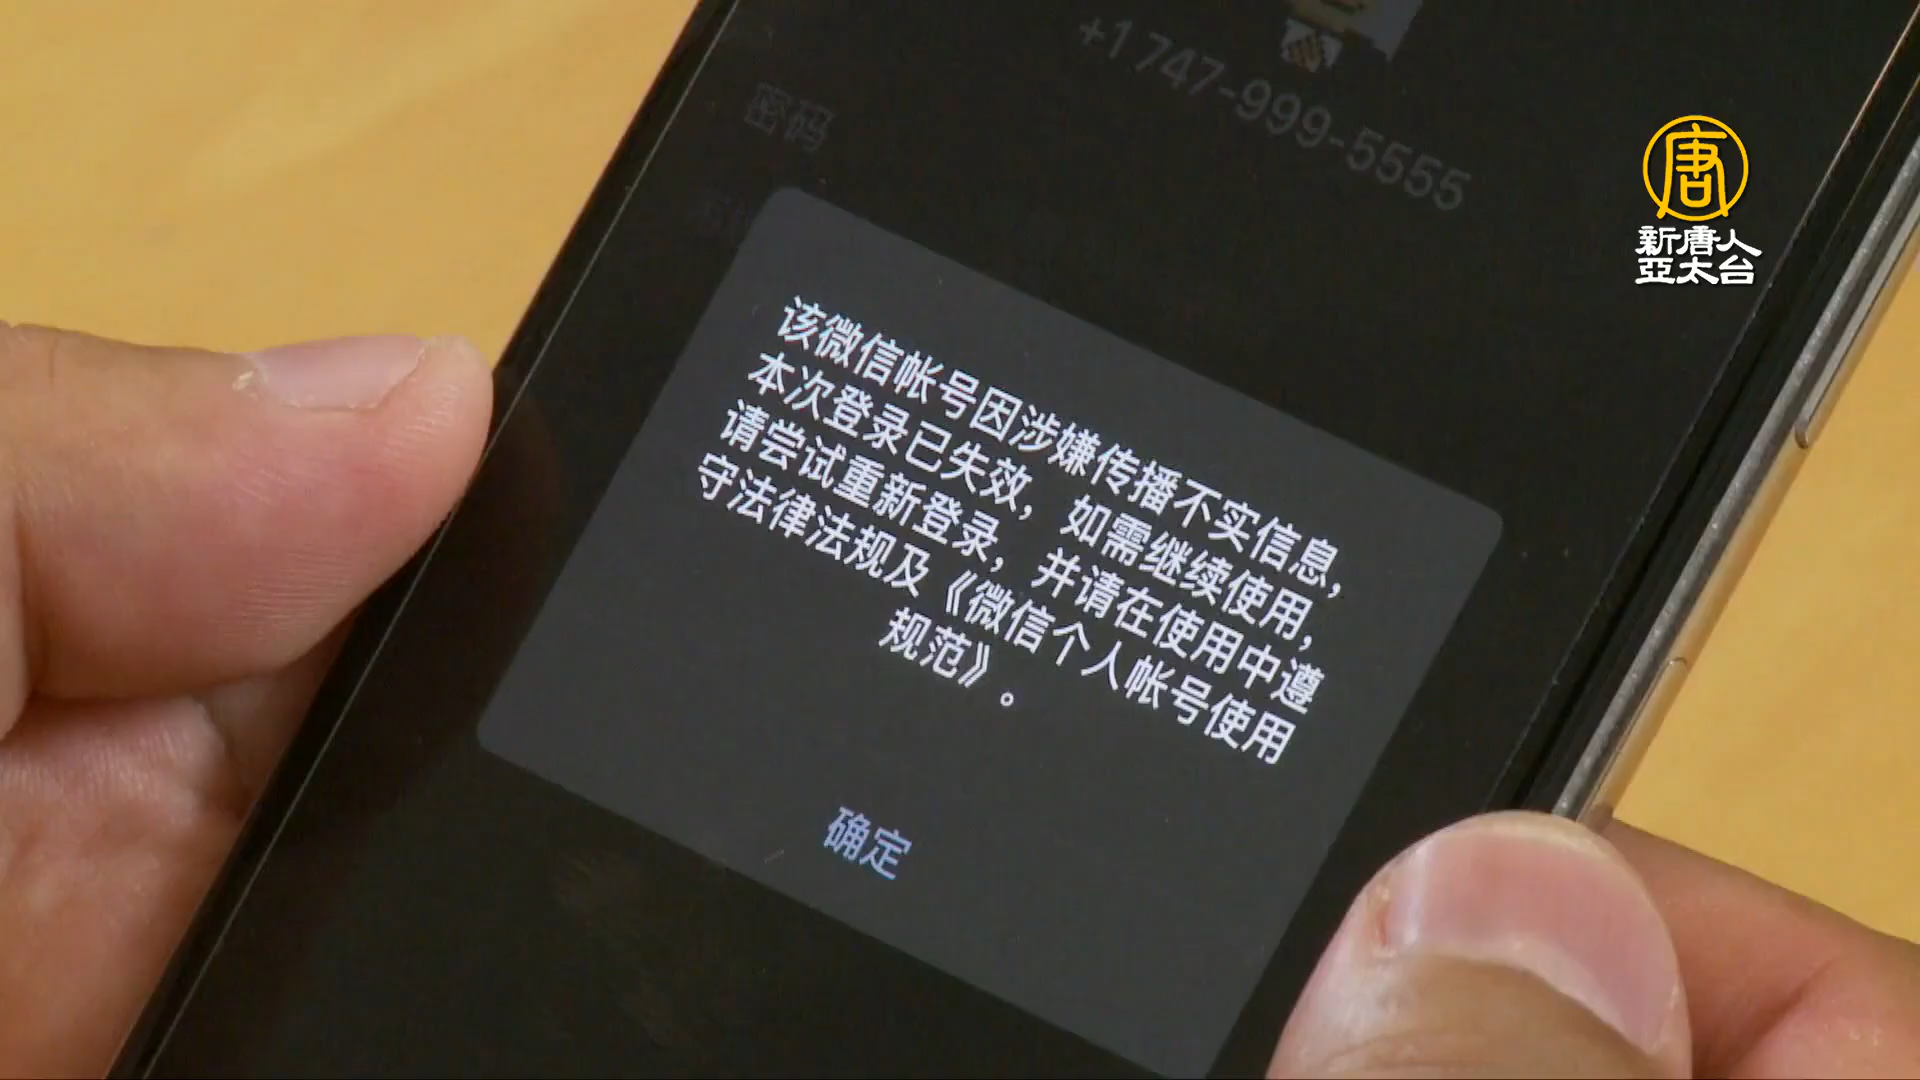 +1 747-999-5555
密码
该微信帐号因涉嫌传播不实信息，
本次登录已失效，如需继续使用，
请尝试重新登录，并请在使用中遵
守法律法规及《微信个人帐号使用
规范》。
确定
唐
新唐人
亞太台